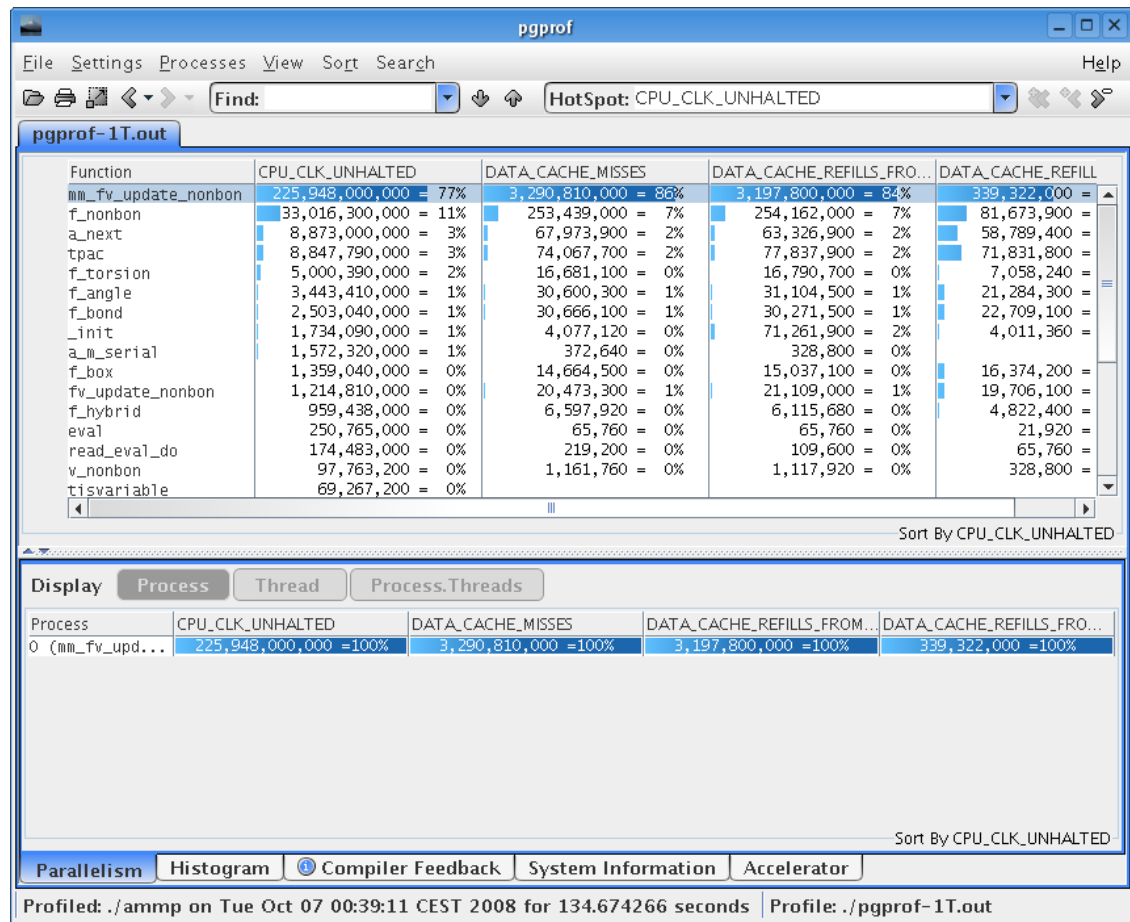 pgprof
File Settings Processes View Sort Search Help
Find: HotSpot: CPU_CLK_UNHALTED
pgprof-1T.out
Function CPU_CLK_UNHALTED DATA_CACHE_MISSES DATA_CACHE_REFILLS_FRO... DATA_CACHE_REFILL
mm_fv_update_nonbon 225,948,000,000 = 77% 3,290,810,000 = 86% 3,197,800,000 = 84% 339,322,000 =
f_nonbon 33,016,300,000 = 11% 253,439,000 = 7% 254,162,000 = 7% 81,673,900 =
a_next 8,873,000,000 = 3% 67,973,900 = 2% 63,326,900 = 2% 58,789,400 =
tpac 8,847,790,000 = 3% 74,067,700 = 2% 77,837,900 = 2% 71,831,800 =
f_torsion 5,000,390,000 = 2% 16,681,100 = 0% 16,790,700 = 0% 7,058,240 =
f_angle 3,443,410,000 = 1% 30,600,300 = 1% 31,104,500 = 1% 21,284,300 =
f_bond 2,503,040,000 = 1% 30,666,100 = 1% 30,271,500 = 1% 22,709,100 =
_init 1,734,090,000 = 1% 4,077,120 = 0% 71,261,900 = 2% 4,011,360 =
a_m_serial 1,572,320,000 = 1% 372,640 = 0% 328,800 = 0%
f_box 1,359,040,000 = 0% 14,664,500 = 0% 15,037,100 = 0% 16,374,200 =
fv_update_nonbon 1,214,810,000 = 0% 20,473,300 = 1% 21,109,000 = 1% 19,706,100 =
f_hybrid 959,438,000 = 0% 6,597,920 = 0% 6,115,680 = 0% 4,822,400 =
eval 250,765,000 = 0% 65,760 = 0% 65,760 = 0% 21,920 =
read_eval_do 174,483,000 = 0% 219,200 = 0% 109,600 = 0% 65,760 =
v_nonbon 97,763,200 = 0% 1,161,760 = 0% 1,117,920 = 0% 328,800 =
tisvariable 69,267,200 = 0%
Sort By CPU_CLK_UNHALTED
Display Process Thread Process.Threads
Process CPU_CLK_UNHALTED DATA_CACHE_MISSES DATA_CACHE_REFILLS_FROM... DATA_CACHE_REFILLS_FRO...
0 (mm_fv_upd... 225,948,000,000 =100% 3,290,810,000 =100% 3,197,800,000 =100% 339,322,000 =100%
Sort By CPU_CLK_UNHALTED
Parallelism Histogram Compiler Feedback System Information Accelerator
Profiled: ./ammp on Tue Oct 07 00:39:11 CEST 2008 for 134.674266 seconds Profile: ./pgprof-1T.out